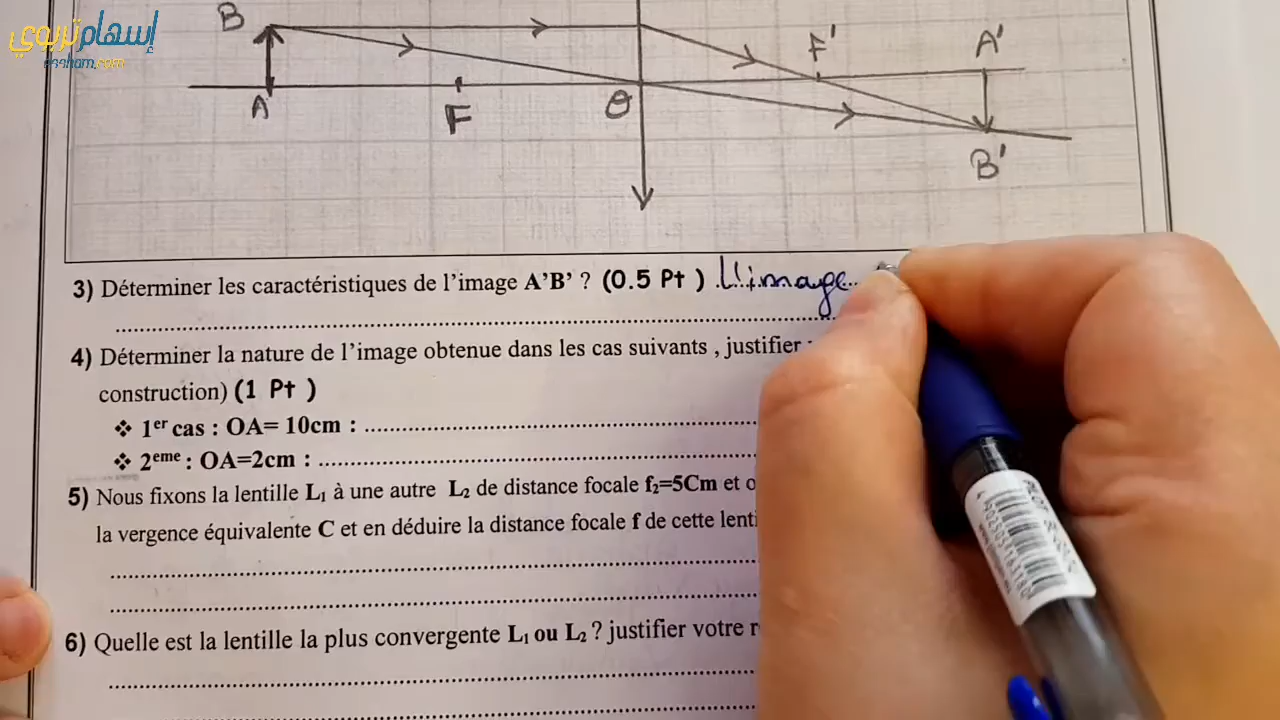 إسهام تربوي
essham.com
B
F'
A'
A
F
O
B'
3) Déterminer les caractéristiques de l'image A'B' ? (0.5 Pt ) L'image
4) Déterminer la nature de l'image obtenue dans les cas suivants , justifier
construction) (1 Pt )
❖ 1er cas : OA= 10cm :
❖ 2eme : OA=2cm :
5) Nous fixons la lentille L1 à une autre L2 de distance focale f2=5Cm et
la vergence équivalente C et en déduire la distance focale f de cette
6) Quelle est la lentille la plus convergente L1 ou L2 ? justifier votre